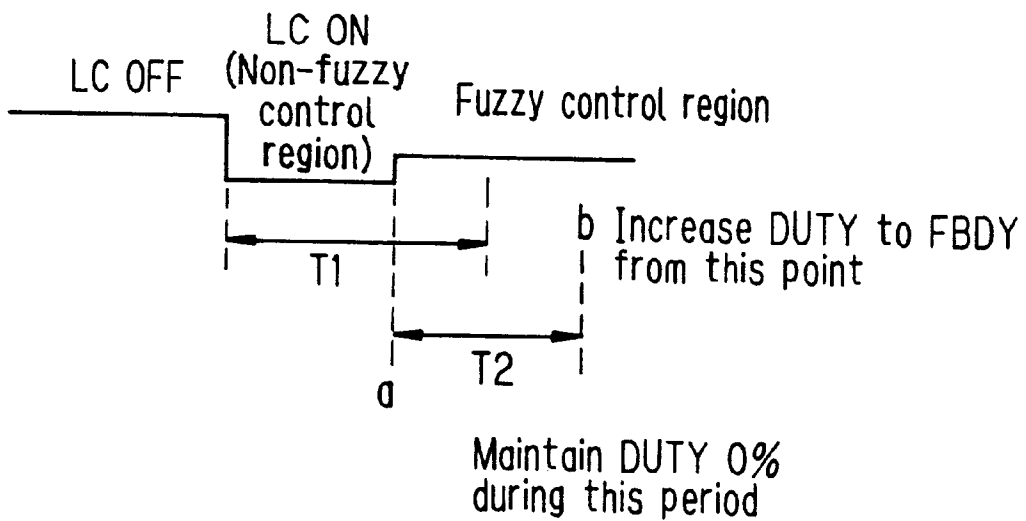 LC OFF
LC ON
(Non-fuzzy
control
region)
Fuzzy control region
T1
b Increase DUTY to FBDY
from this point
T2
a
Maintain DUTY 0%
during this period